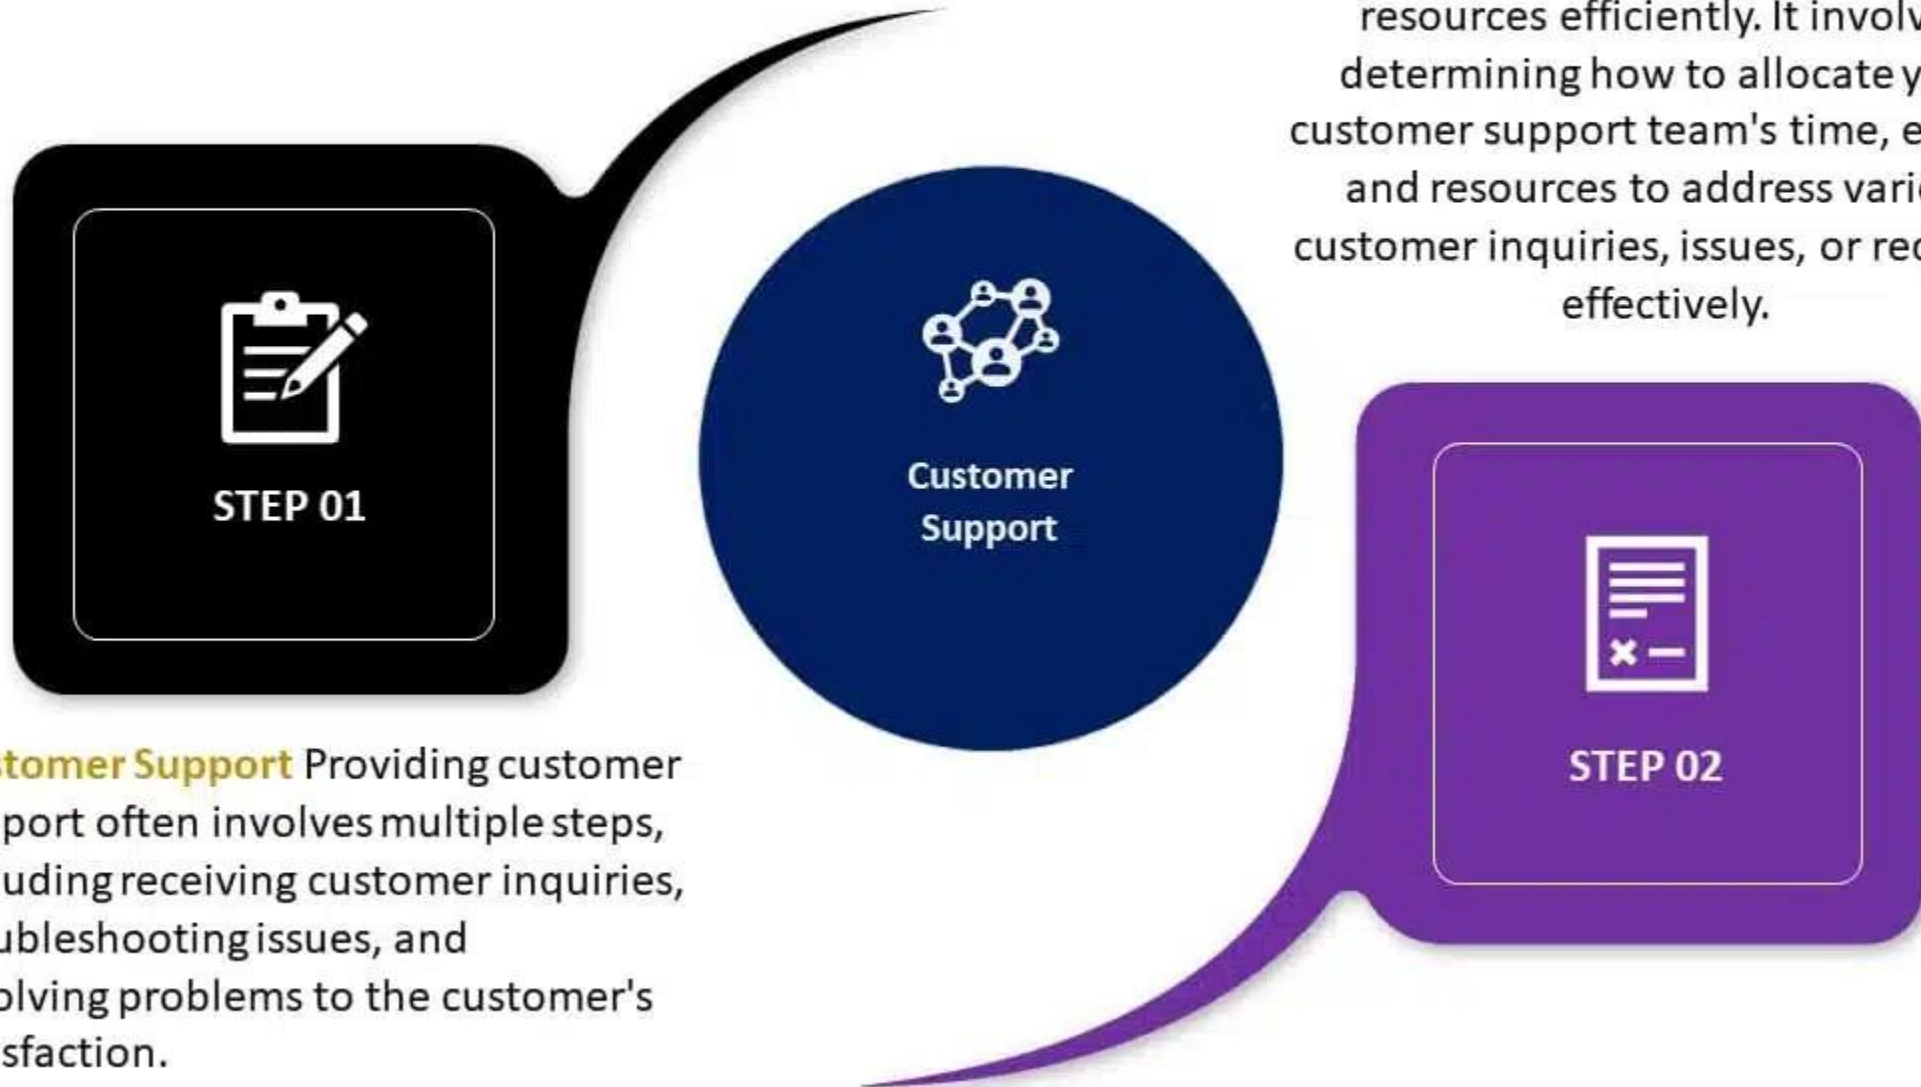 STEP 01
stomer Support Providing customer
port often involves multiple steps,
uding receiving customer inquiries,
ubleshooting issues, and
olving problems to the customer's
sfaction.
Customer
Support
resources efficiently. It involv
determining how to allocate y
customer support team's time, e
and resources to address vari
customer inquiries, issues, or re
effectively.
STEP 02